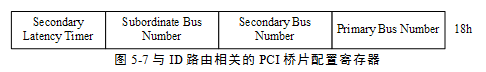 Secondary Latency Timer
Subordinate Bus Number
Secondary Bus Number
Primary Bus Number
18h
图 5-7 与 ID 路由相关的 PCI 桥片配置寄存器